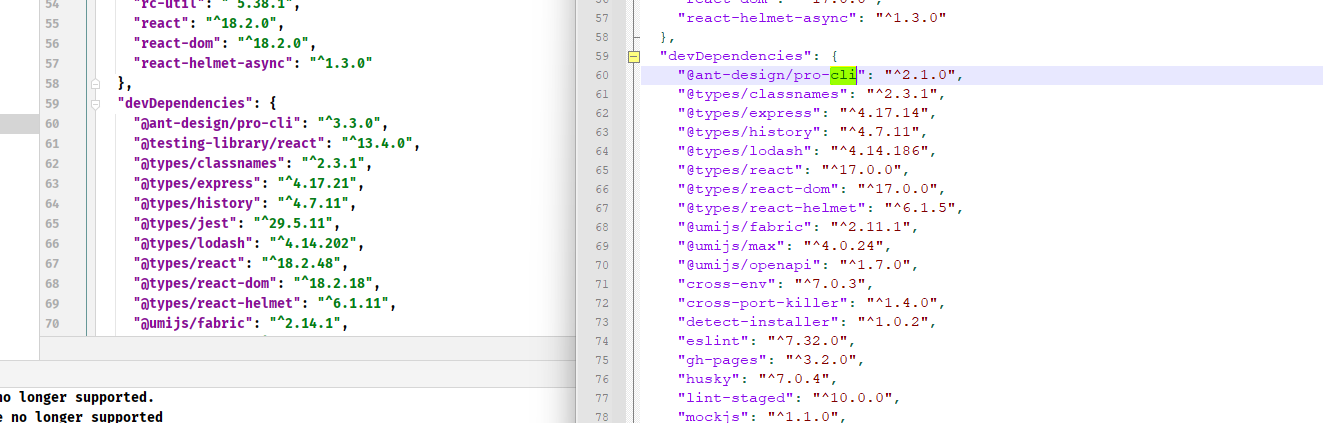 54 "rc-util": "^5.38.1",
55 "react": "^18.2.0",
56 "react-dom": "^18.2.0",
57 "react-helmet-async": "^1.3.0"
58 },
59 "devDependencies": {
60 "@ant-design/pro-cli": "^3.3.0",
61 "@testing-library/react": "^13.4.0",
62 "@types/classnames": "^2.3.1",
63 "@types/express": "^4.17.21",
64 "@types/history": "^4.7.11",
65 "@types/jest": "^29.5.11",
66 "@types/lodash": "^4.14.202",
67 "@types/react": "^18.2.48",
68 "@types/react-dom": "^18.2.18",
69 "@types/react-helmet": "^6.1.11",
70 "@umijs/fabric": "^2.14.1",
no longer supported.
e no longer supported
56 "react-dom": "^17.0.0",
57 "react-helmet-async": "^1.3.0"
58 },
59 "devDependencies": {
60 "@ant-design/pro-cli": "^2.1.0",
61 "@types/classnames": "^2.3.1",
62 "@types/express": "^4.17.14",
63 "@types/history": "^4.7.11",
64 "@types/lodash": "^4.14.186",
65 "@types/react": "^17.0.0",
66 "@types/react-dom": "^17.0.0",
67 "@types/react-helmet": "^6.1.5",
68 "@umijs/fabric": "^2.11.1",
69 "@umijs/max": "^4.0.24",
70 "@umijs/openapi": "^1.7.0",
71 "cross-env": "^7.0.3",
72 "cross-port-killer": "^1.4.0",
73 "detect-installer": "^1.0.2",
74 "eslint": "^7.32.0",
75 "gh-pages": "^3.2.0",
76 "husky": "^7.0.4",
77 "lint-staged": "^10.0.0",
78 "mockjs": "^1.1.0",